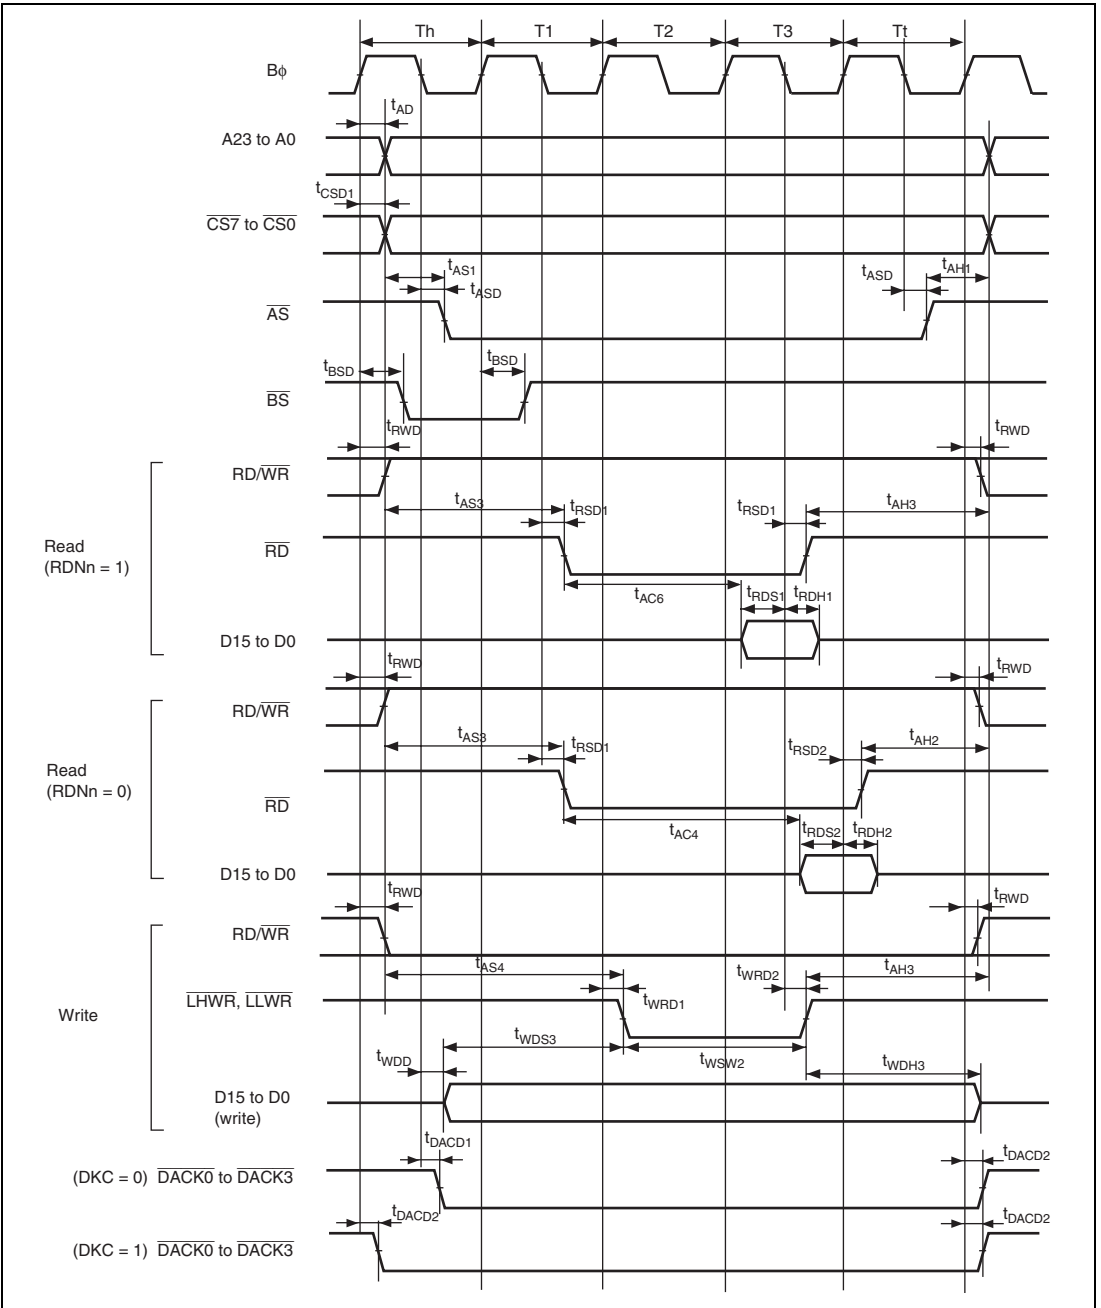 Th T1 T2 T3 Tt
Bϕ
tAD
A23 to A0
tCSD1
CS7 to CS0
tAS1 tASD tASD tAH1
AS
tBSD tBSD
BS
tRWD tRWD
RD/WR
tAS3 tRSD1 tRSD1 tAH3
Read
(RDNn = 1)
RD
tAC6 tRDS1 tRDH1
D15 to D0
tRWD tRWD
RD/WR
tAS3 tRSD1 tRSD2 tAH2
Read
(RDNn = 0)
RD
tAC4 tRDS2 tRDH2
D15 to D0
tRWD tRWD
RD/WR
tAS4 tWRD2 tAH3
LHWR, LLWR
tWRD1
Write
tWDS3 tWSW2
tWDD tWDH3
D15 to D0
(write)
tDACD1 tDACD2
(DKC = 0) DACK0 to DACK3
tDACD2 tDACD2
(DKC = 1) DACK0 to DACK3